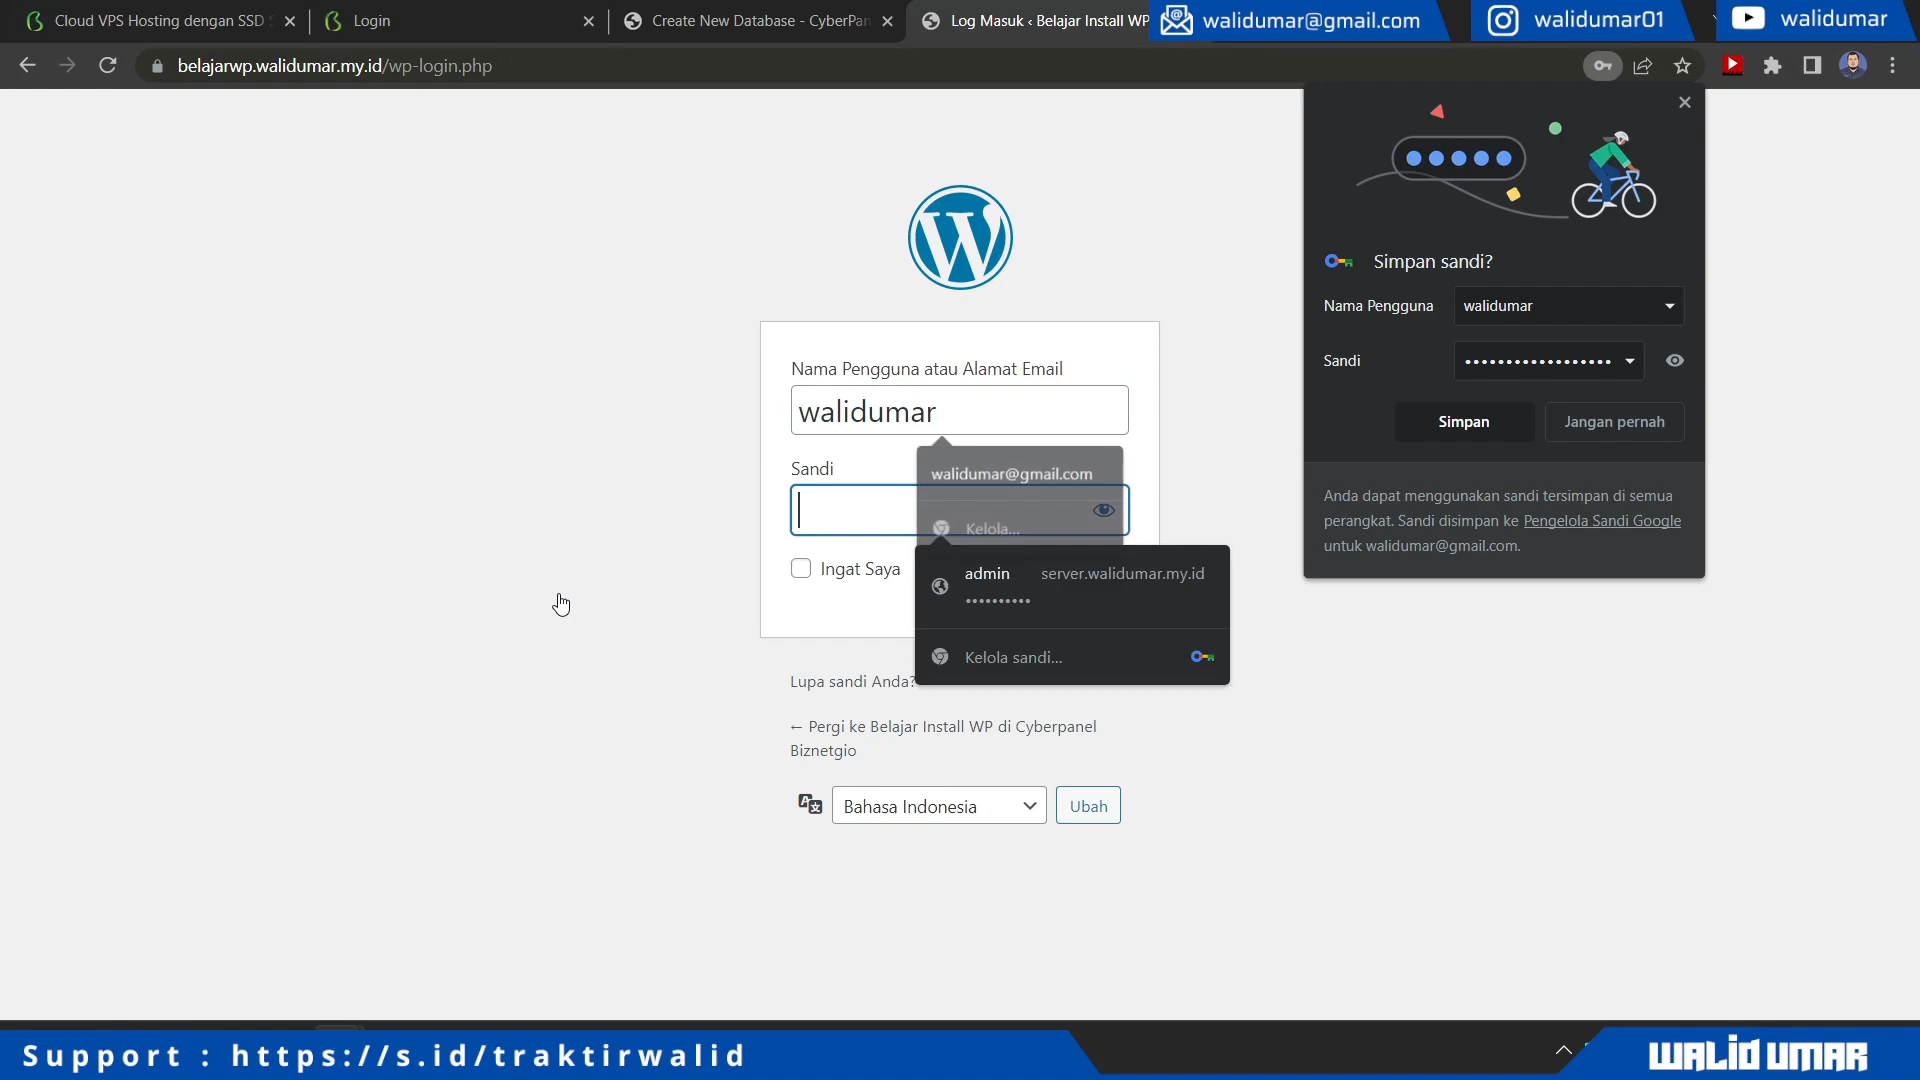 Cloud VPS Hosting dengan SSD
Login
Create New Database - CyberPan
Log Masuk ‹ Belajar Install WP
walidumar@gmail.com
walidumar01
walidumar
belajarwp.walidumar.my.id/wp-login.php
Simpan sandi?
Nama Pengguna
walidumar
Sandi
••••••••••••••••••
Simpan
Jangan pernah
Anda dapat menggunakan sandi tersimpan di semua
perangkat. Sandi disimpan ke Pengelola Sandi Google
untuk walidumar@gmail.com.
Nama Pengguna atau Alamat Email
walidumar
Sandi
walidumar@gmail.com
Kelola...
Ingat Saya
admin server.walidumar.my.id
••••••••••
Kelola sandi...
Lupa sandi Anda?
← Pergi ke Belajar Install WP di Cyberpanel
Biznetgio
Bahasa Indonesia
Ubah
Support : https://s.id/traktirwalid
WALID UMAR